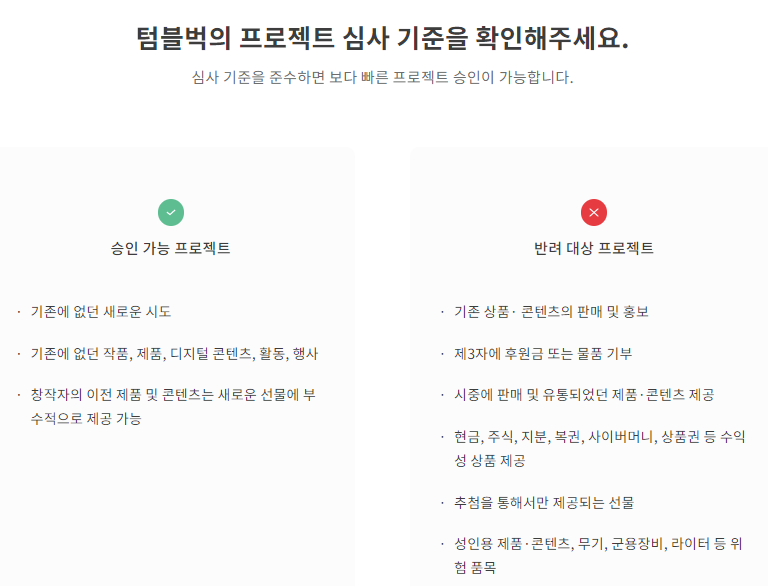 텀블벅의 프로젝트 심사 기준을 확인해주세요.
심사 기준을 준수하면 보다 빠른 프로젝트 승인이 가능합니다.
승인 가능 프로젝트
· 기존에 없던 새로운 시도
· 기존에 없던 작품, 제품, 디지털 콘텐츠, 활동, 행사
· 창작자의 이전 제품 및 콘텐츠는 새로운 선물에 부
수적으로 제공 가능
반려 대상 프로젝트
· 기존 상품· 콘텐츠의 판매 및 홍보
· 제3자에 후원금 또는 물품 기부
· 시중에 판매 및 유통되었던 제품·콘텐츠 제공
· 현금, 주식, 지분, 복권, 사이버머니, 상품권 등 수익
성 상품 제공
· 추첨을 통해서만 제공되는 선물
· 성인용 제품·콘텐츠, 무기, 군용장비, 라이터 등 위
험 품목